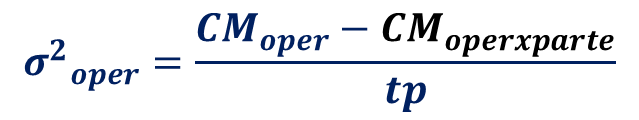 σ²oper = (CMoper − CMoperxparte) / tp